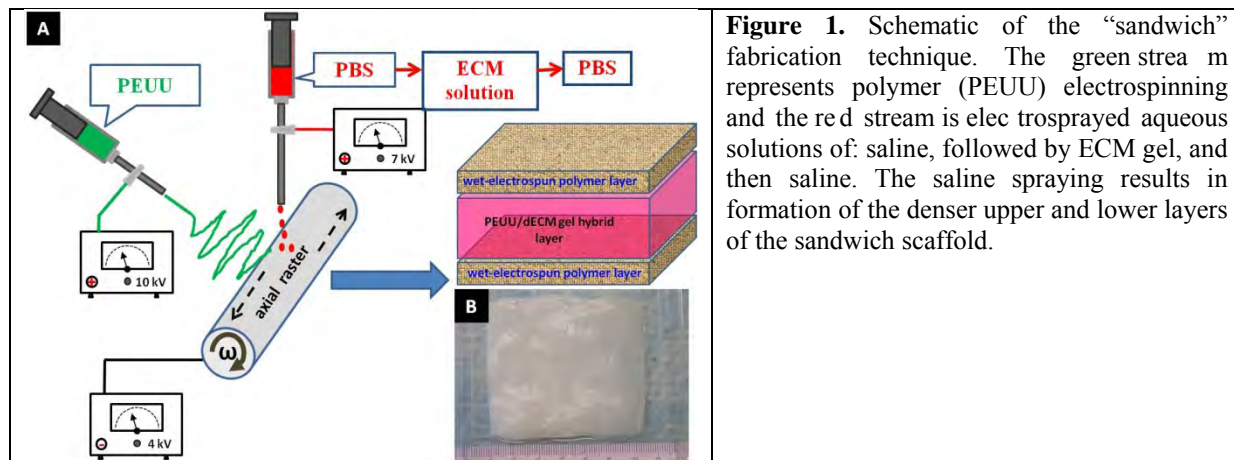 A
PEUU
PBS
ECM
solution
PBS
7 kV
10 kV
4 kV
axial raster
ω
wet-electrospun polymer layer
PEUU/dECM gel hybrid
layer
wet-electrospun polymer layer
B
Figure 1. Schematic of the “sandwich”
fabrication technique. The green strea m
represents polymer (PEUU) electrospinning
and the re d stream is elec trosprayed aqueous
solutions of: saline, followed by ECM gel, and
then saline. The saline spraying results in
formation of the denser upper and lower layers
of the sandwich scaffold.